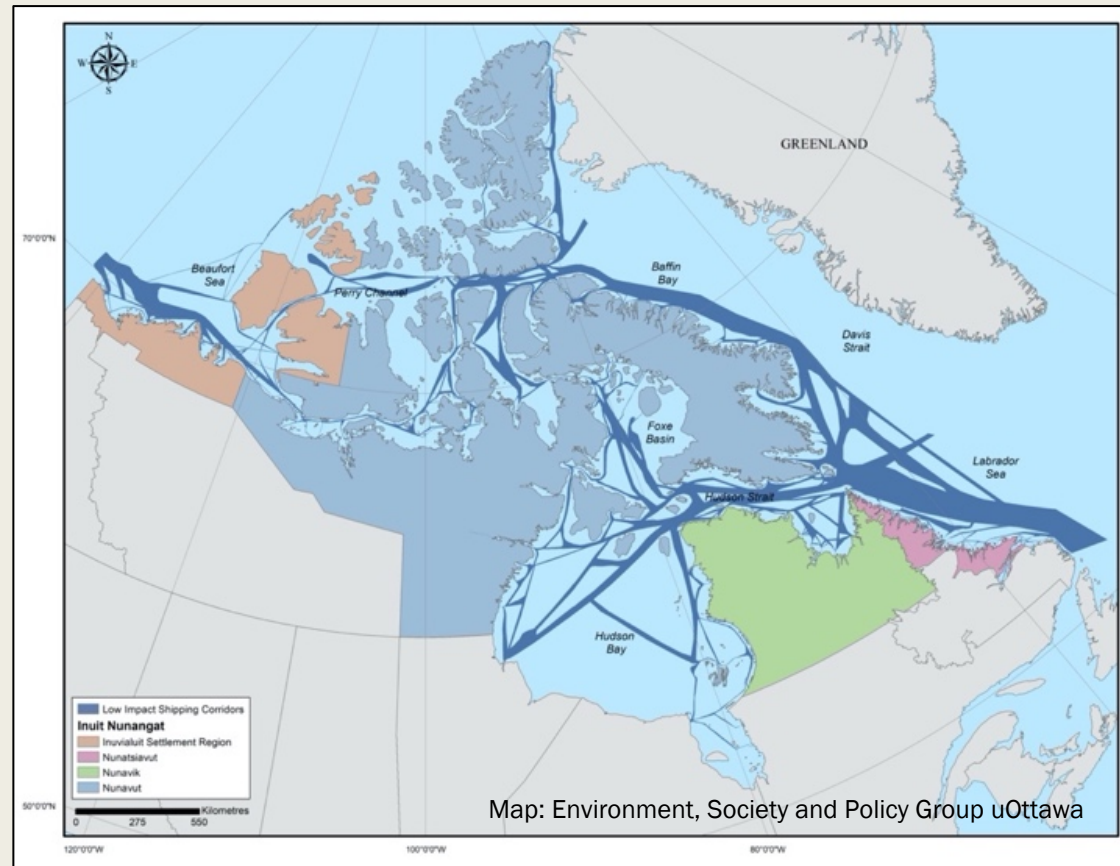 N
W E
S
GREENLAND
70°0'0"N
Beaufort
Sea
Perry Channel
Baffin
Bay
Davis
Strait
Foxe
Basin
Labrador
Sea
Hudson Strait
Hudson
Bay
Low Impact Shipping Corridors
Inuit Nunangat
Inuvialuit Settlement Region
Nunatsiavut
Nunavik
Nunavut
Kilometres
0 275 550
Map: Environment, Society and Policy Group uOttawa
50°0'0"N
120°0'0"W 100°0'0"W 80°0'0"W